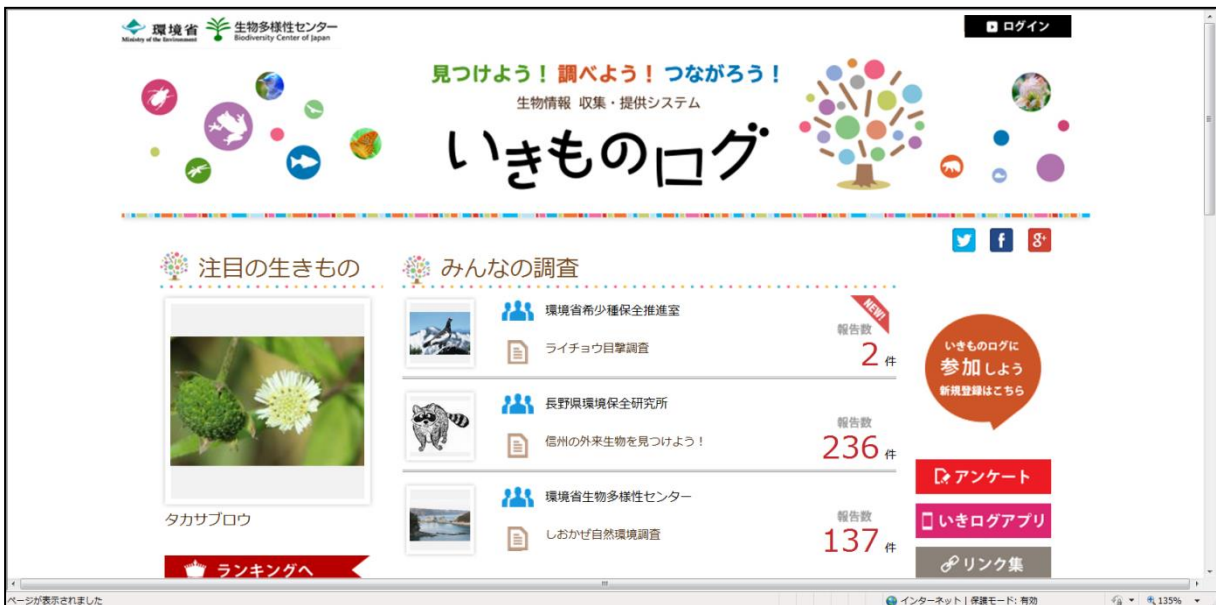 環境省
Ministry of the Environment
生物多様性センター
Biodiversity Center of Japan
ログイン
見つけよう！ 調べよう！ つながろう！
生物情報 収集・提供システム
いきものログ
注目の生きもの
タカサブロウ
ランキングへ
みんなの調査
環境省希少種保全推進室
ライチョウ目撃調査
NEW!
報告数
2 件
長野県環境保全研究所
信州の外来生物を見つけよう！
報告数
236 件
環境省生物多様性センター
しおかぜ自然環境調査
報告数
137 件
f
g+
いきものログに
参加しよう
新規登録はこちら
アンケート
いきログアプリ
リンク集
ページが表示されました
インターネット | 保護モード: 有効
135%